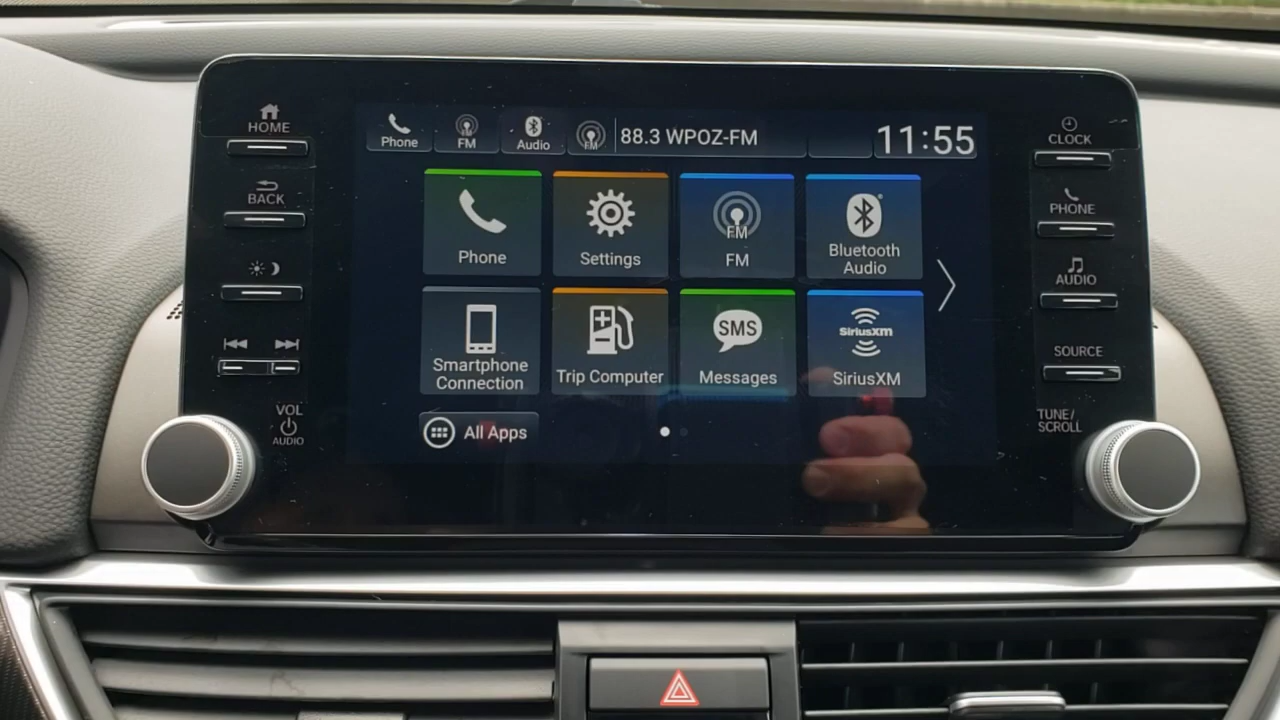 HOME
BACK
VOL
AUDIO
Phone
FM
Audio
FM
88.3 WPOZ-FM
11:55
Phone
Settings
FM
FM
Bluetooth
Audio
Smartphone
Connection
Trip Computer
SMS
Messages
SiriusXM
SiriusXM
All Apps
CLOCK
PHONE
AUDIO
SOURCE
TUNE/
SCROLL